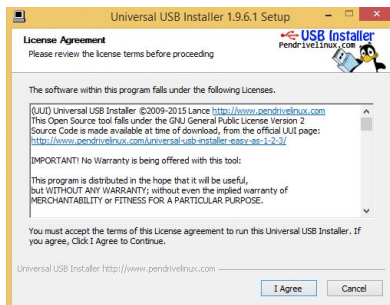 Universal USB Installer 1.9.6.1 Setup
License Agreement
Please review the license terms before proceeding
USB Installer
Pendrivelinux.com
The software within this program falls under the following Licenses.
(UUI) Universal USB Installer ©2009-2015 Lance http://www.pendrivelinux.com
This Open Source tool falls under the GNU General Public License Version 2
Source Code is made available at time of download, from the official UUI page:
http://www.pendrivelinux.com/universal-usb-installer-easy-as-1-2-3/
IMPORTANT! No Warranty is being offered with this tool:
This program is distributed in the hope that it will be useful,
but WITHOUT ANY WARRANTY; without even the implied warranty of
MERCHANTABILITY or FITNESS FOR A PARTICULAR PURPOSE.
You must accept the terms of this License agreement to run this Universal USB Installer. If
you agree, Click I Agree to Continue.
Universal USB Installer http://www.pendrivelinux.com
I Agree
Cancel